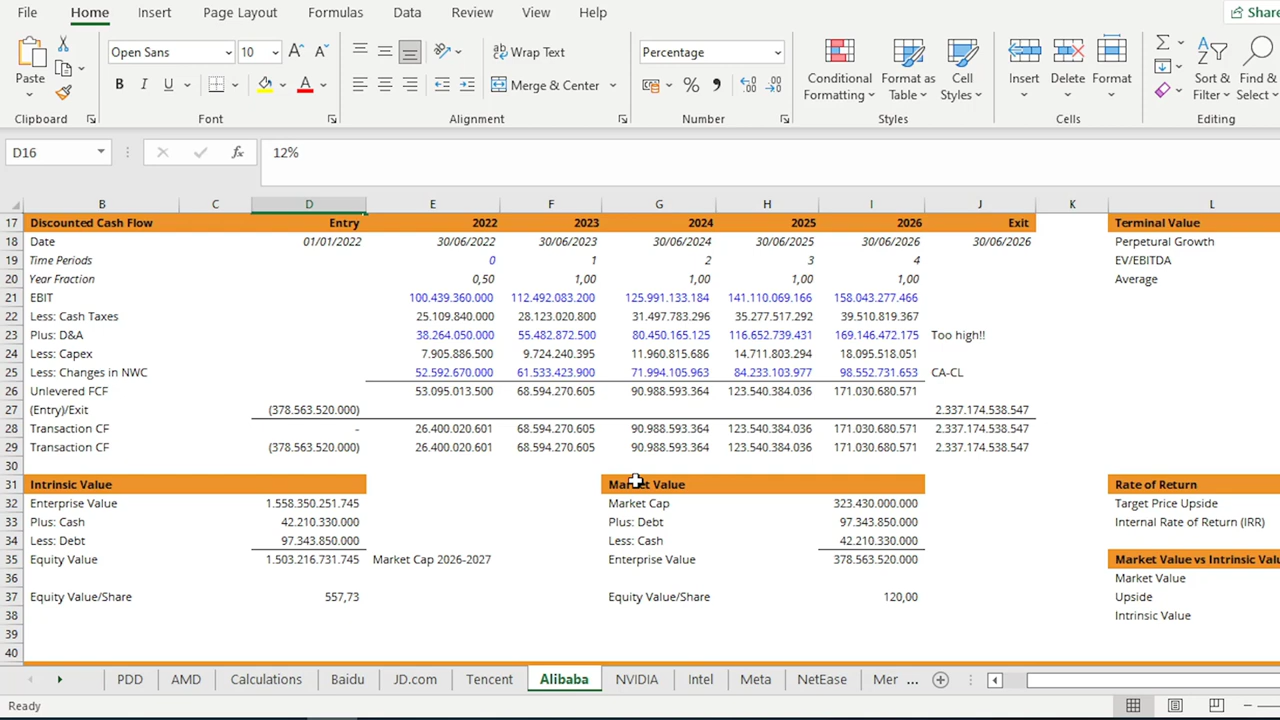 File Home Insert Page Layout Formulas Data Review View Help Share
Paste Open Sans 10 Wrap Text Percentage Conditional Formatting Format as Table Cell Styles Insert Delete Format Sort & Filter Find & Select
B I U A Merge & Center %
Clipboard Font Alignment Number Styles Cells Editing
D16 fx 12%
B C D E F G H I J K L
17 Discounted Cash Flow Entry 2022 2023 2024 2025 2026 Exit Terminal Value
18 Date 01/01/2022 30/06/2022 30/06/2023 30/06/2024 30/06/2025 30/06/2026 30/06/2026 Perpetural Growth
19 Time Periods 0 1 2 3 4 EV/EBITDA
20 Year Fraction 0,50 1,00 1,00 1,00 1,00 Average
21 EBIT 100.439.360.000 112.492.083.200 125.991.133.184 141.110.069.166 158.043.277.466
22 Less: Cash Taxes 25.109.840.000 28.123.020.800 31.497.783.296 35.277.517.292 39.510.819.367
23 Plus: D&A 38.264.050.000 55.482.872.500 80.450.165.125 116.652.739.431 169.146.472.175 Too high!!
24 Less: Capex 7.905.886.500 9.724.240.395 11.960.815.686 14.711.803.294 18.095.518.051
25 Less: Changes in NWC 52.592.670.000 61.533.423.900 71.994.105.963 84.233.103.977 98.552.731.653 CA-CL
26 Unlevered FCF 53.095.013.500 68.594.270.605 90.988.593.364 123.540.384.036 171.030.680.571
27 (Entry)/Exit (378.563.520.000) 2.337.174.538.547
28 Transaction CF - 26.400.020.601 68.594.270.605 90.988.593.364 123.540.384.036 171.030.680.571 2.337.174.538.547
29 Transaction CF (378.563.520.000) 26.400.020.601 68.594.270.605 90.988.593.364 123.540.384.036 171.030.680.571 2.337.174.538.547
30
31 Intrinsic Value Market Value Rate of Return
32 Enterprise Value 1.558.350.251.745 Market Cap 323.430.000.000 Target Price Upside
33 Plus: Cash 42.210.330.000 Plus: Debt 97.343.850.000 Internal Rate of Return (IRR)
34 Less: Debt 97.343.850.000 Less: Cash 42.210.330.000
35 Equity Value 1.503.216.731.745 Market Cap 2026-2027 Enterprise Value 378.563.520.000 Market Value vs Intrinsic Valu
36 Market Value
37 Equity Value/Share 557,73 Equity Value/Share 120,00 Upside
38 Intrinsic Value
39
40
PDD AMD Calculations Baidu JD.com Tencent Alibaba NVIDIA Intel Meta NetEase Mer ...
Ready